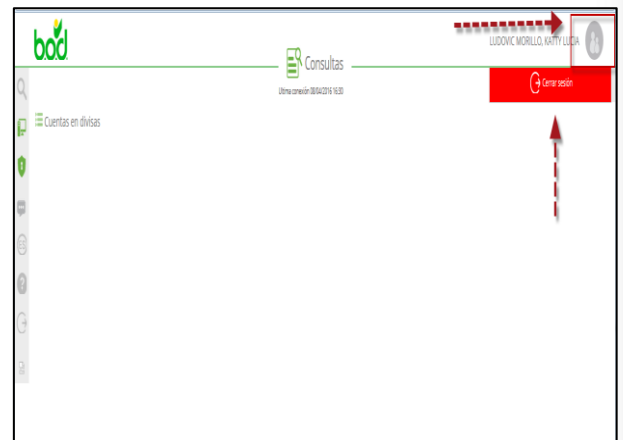 bod
LUDOVIC MORILLO, KATTY LUCIA
Consultas
Última conexión 08/04/2016 16:30
Cerrar sesión
Cuentas en divisas